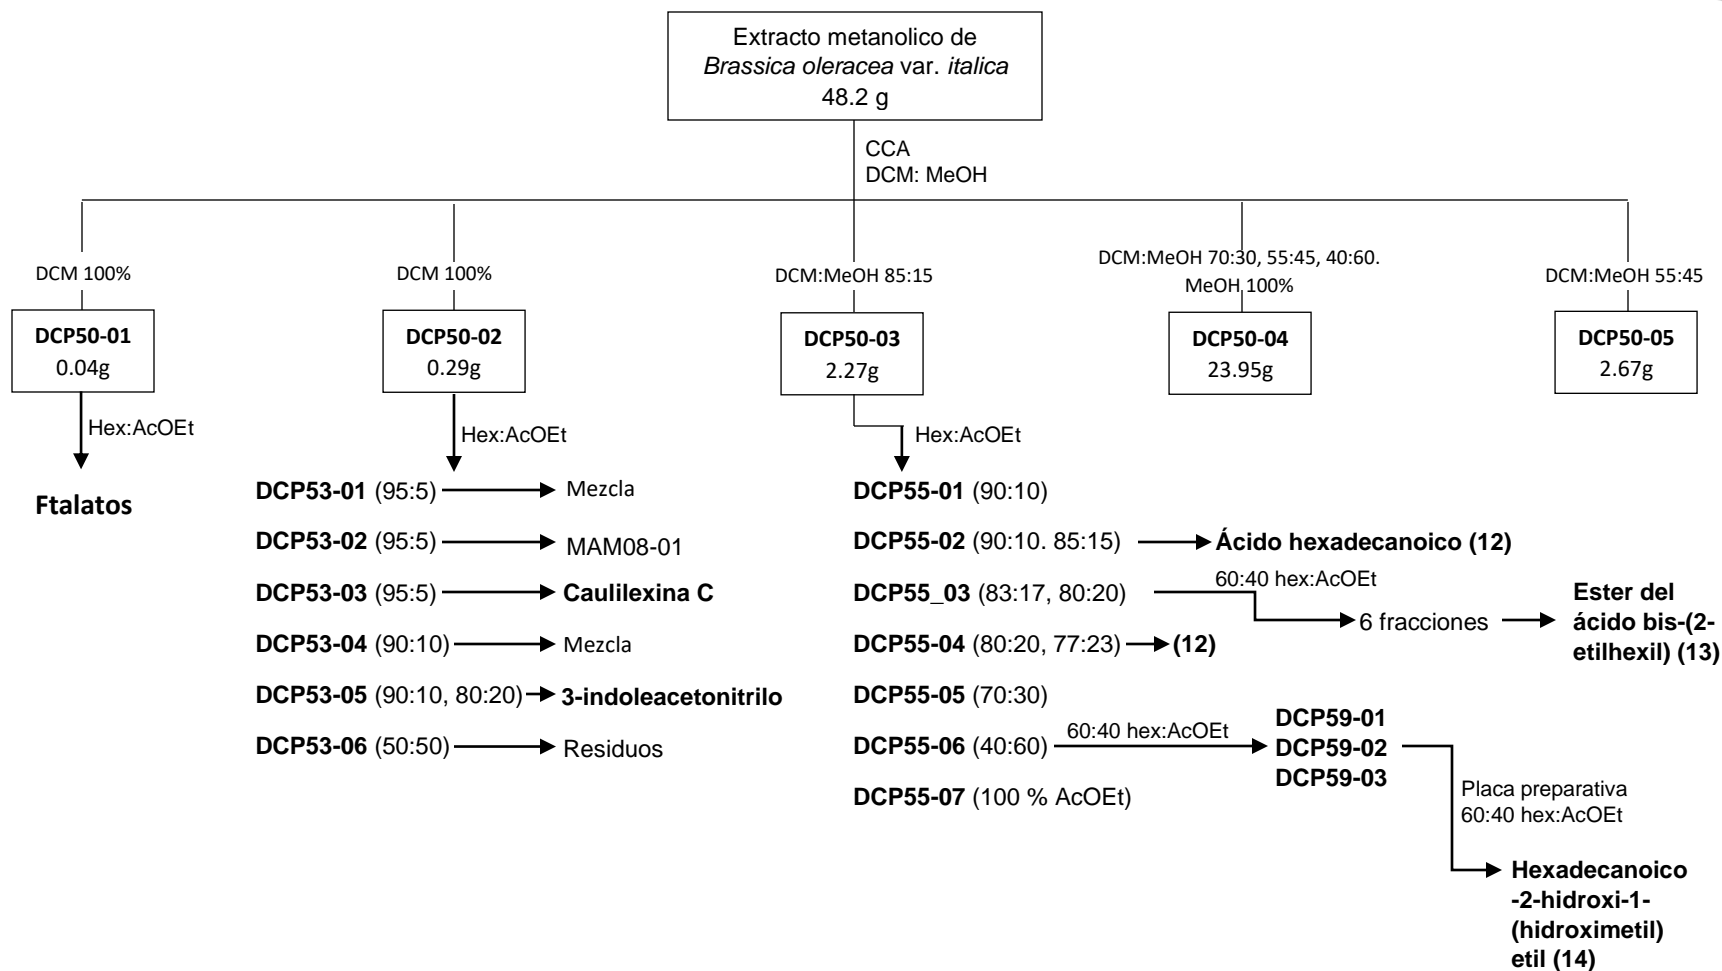 Extracto metanolico de
Brassica oleracea var. italica
48.2 g
CCA
DCM: MeOH
DCM 100%
DCM 100%
DCM:MeOH 85:15
DCM:MeOH 70:30, 55:45, 40:60.
MeOH 100%
DCM:MeOH 55:45
DCP50-01
0.04g
DCP50-02
0.29g
DCP50-03
2.27g
DCP50-04
23.95g
DCP50-05
2.67g
Hex:AcOEt
Hex:AcOEt
Hex:AcOEt
Ftalatos
DCP53-01 (95:5)
Mezcla
DCP53-02 (95:5)
MAM08-01
DCP53-03 (95:5)
Caulilexina C
DCP53-04 (90:10)
Mezcla
DCP53-05 (90:10, 80:20)
3-indoleacetonitrilo
DCP53-06 (50:50)
Residuos
DCP55-01 (90:10)
DCP55-02 (90:10. 85:15)
Ácido hexadecanoico (12)
DCP55_03 (83:17, 80:20)
60:40 hex:AcOEt
6 fracciones
Ester del
ácido bis-(2-
etilhexil) (13)
DCP55-04 (80:20, 77:23)
(12)
DCP55-05 (70:30)
DCP55-06 (40:60)
60:40 hex:AcOEt
DCP59-01
DCP59-02
DCP59-03
DCP55-07 (100 % AcOEt)
Placa preparativa
60:40 hex:AcOEt
Hexadecanoico
-2-hidroxi-1-
(hidroximetil)
etil (14)